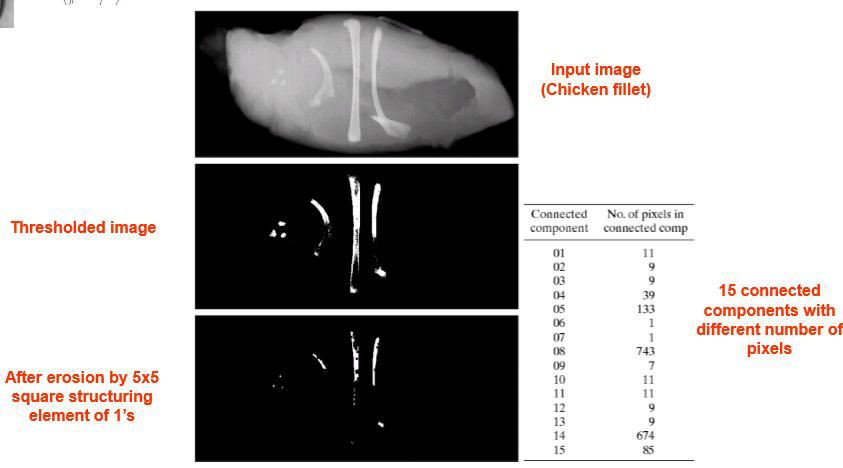 Input image
(Chicken fillet)
Thresholded image
Connected component No. of pixels in connected comp
01 11
02 9
03 9
04 39
05 133
06 1
07 1
08 743
09 7
10 11
11 11
12 9
13 9
14 674
15 85
15 connected
components with
different number of
pixels
After erosion by 5x5
square structuring
element of 1’s